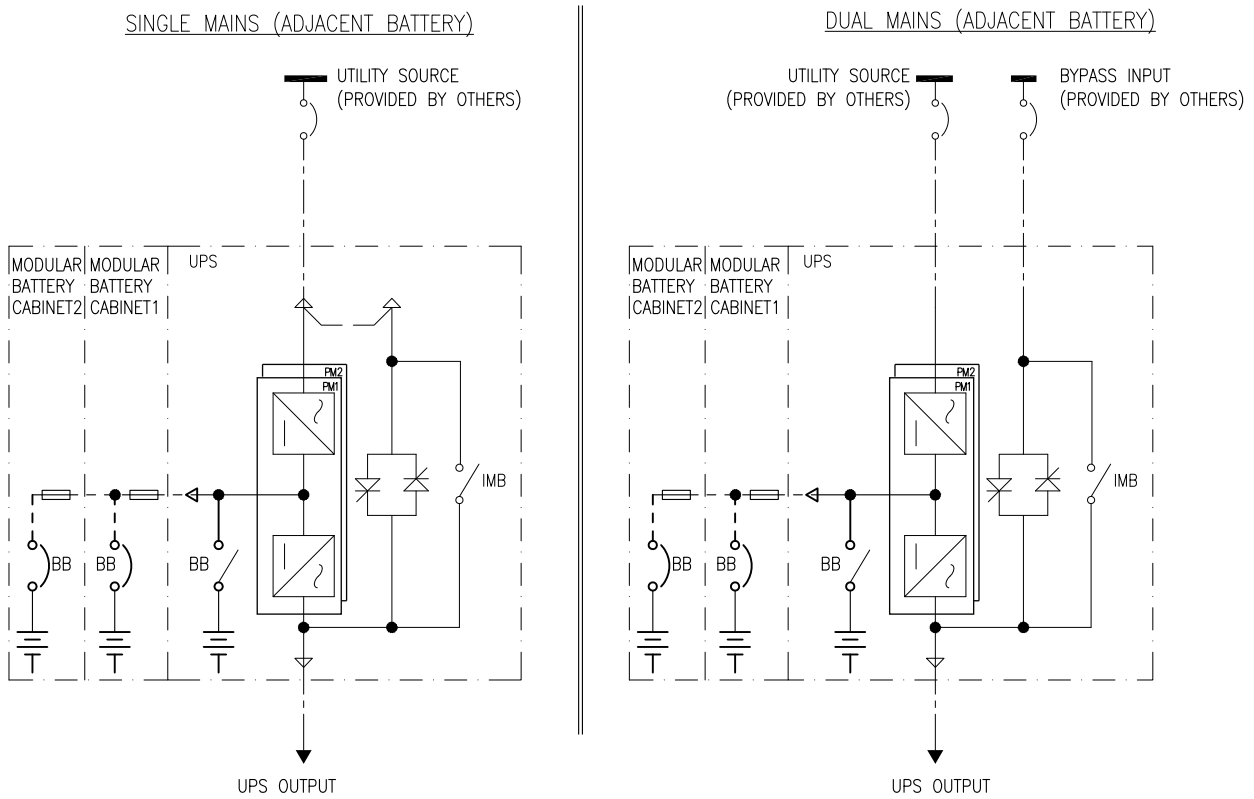 SINGLE MAINS (ADJACENT BATTERY)
UTILITY SOURCE
(PROVIDED BY OTHERS)
MODULAR
BATTERY
CABINET2
MODULAR
BATTERY
CABINET1
UPS
PM2
PM1
IMB
BB
BB
BB
UPS OUTPUT
DUAL MAINS (ADJACENT BATTERY)
UTILITY SOURCE
(PROVIDED BY OTHERS)
BYPASS INPUT
(PROVIDED BY OTHERS)
MODULAR
BATTERY
CABINET2
MODULAR
BATTERY
CABINET1
UPS
PM2
PM1
IMB
BB
BB
BB
UPS OUTPUT